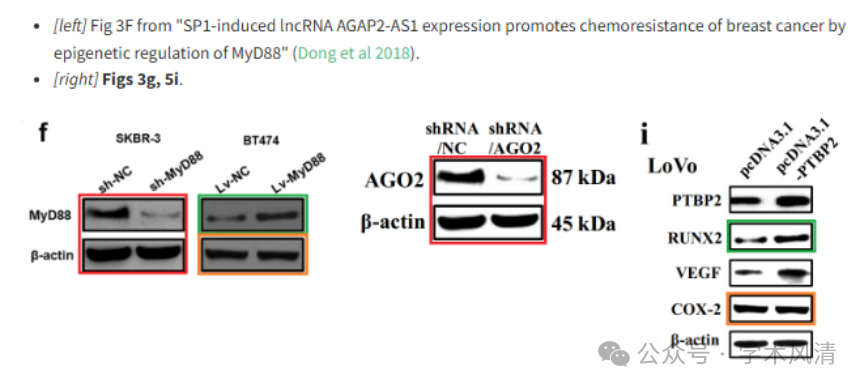 • [left] Fig 3F from "SP1-induced lncRNA AGAP2-AS1 expression promotes chemoresistance of breast cancer by
epigenetic regulation of MyD88" (Dong et al 2018).
• [right] Figs 3g, 5i.
f
SKBR-3
BT474
sh-NC
sh-MyD88
Lv-NC
Lv-MyD88
MyD88
β-actin
shRNA
/NC
shRNA
/AGO2
AGO2
87 kDa
β-actin
45 kDa
i
LoVo
pcDNA3.1
pcDNA3.1
-PTBP2
PTBP2
RUNX2
VEGF
COX-2
β-actin
公众号 · 学术风清